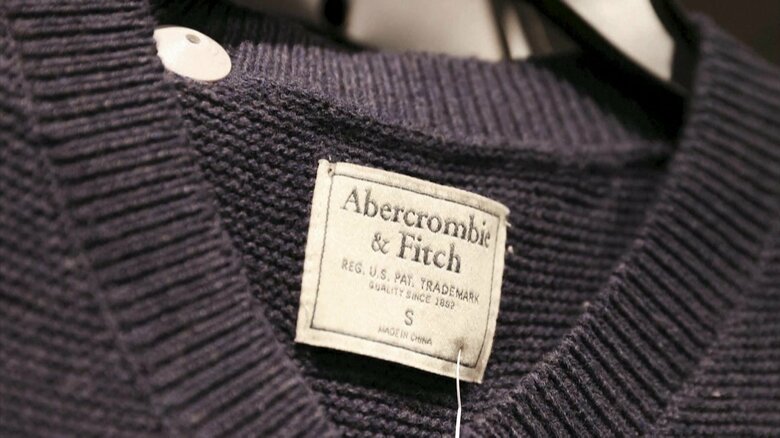 Abercrombie
& Fitch
REG. U.S. PAT. TRADEMARK
QUALITY SINCE 1892
S
MADE IN CHINA